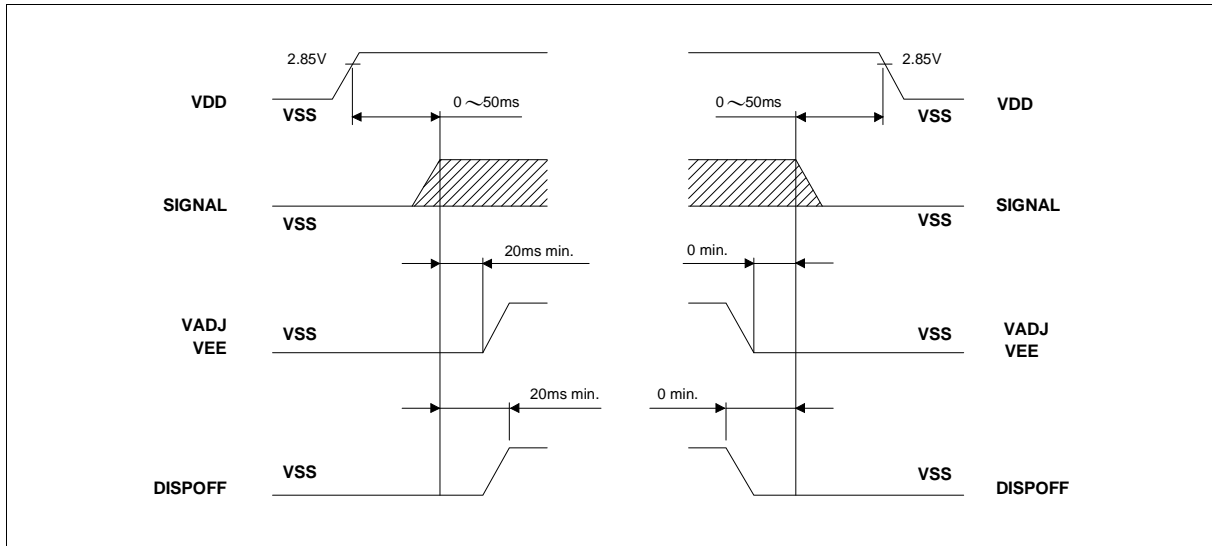 2.85V
2.85V
VDD
VSS
0 ～50ms
0 ～50ms
VSS
VDD
SIGNAL
VSS
VSS
SIGNAL
20ms min.
0 min.
VADJ
VEE
VSS
VSS
VADJ
VEE
20ms min.
0 min.
DISPOFF
VSS
VSS
DISPOFF